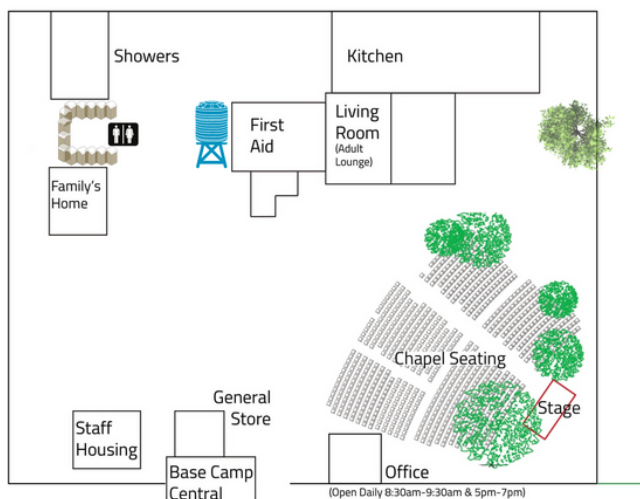 Showers
Kitchen
First
Aid
Living
Room
(Adult
Lounge)
Family's
Home
Chapel Seating
Stage
General
Store
Staff
Housing
Base Camp
Central
Office
(Open Daily 8:30am-9:30am & 5pm-7pm)